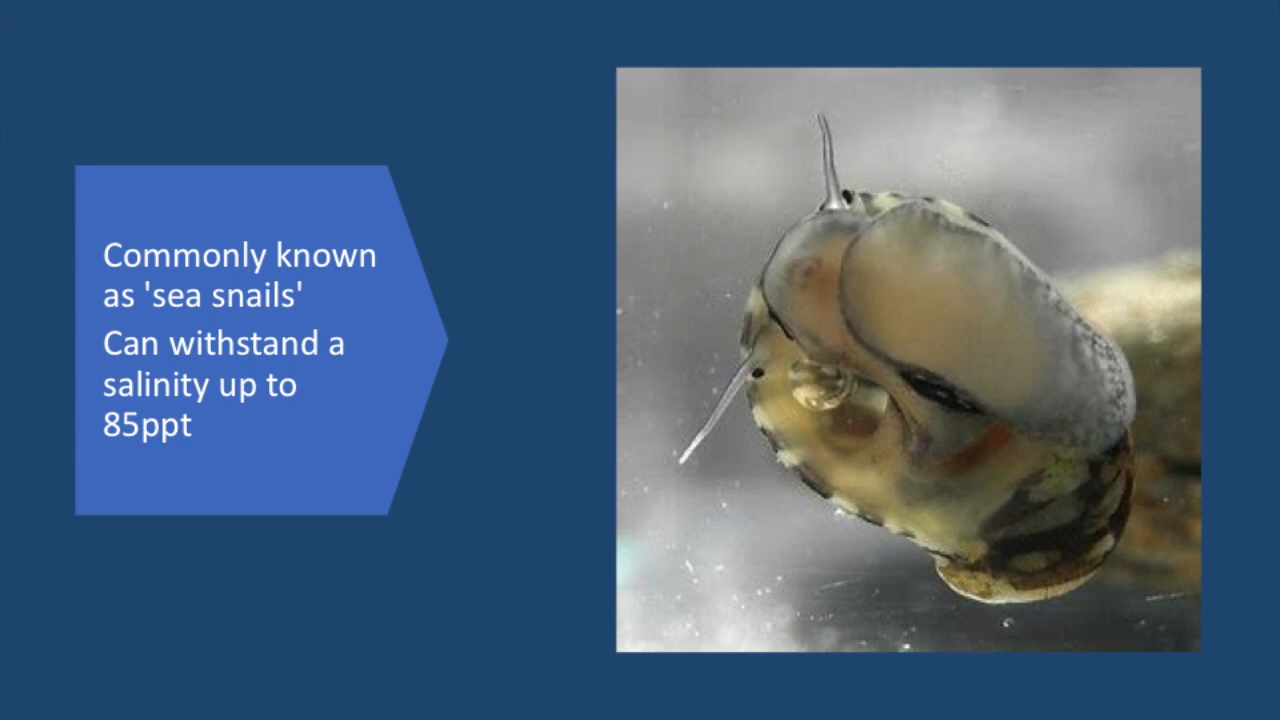 Commonly known
as 'sea snails'
Can withstand a
salinity up to
85ppt